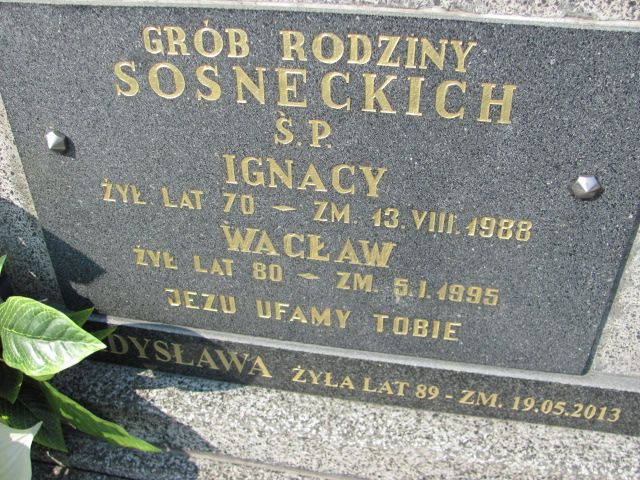 GRÓB RODZINY
SOSNECKICH
Ś.P.
IGNACY
ŻYŁ LAT 70 – ZM. 13.VIII.1988
WACŁAW
ŻYŁ LAT 80 – ZM. 5.I.1995
JEZU UFAMY TOBIE
DYSŁAWA ŻYŁA LAT 89 - ZM. 19.05.2013